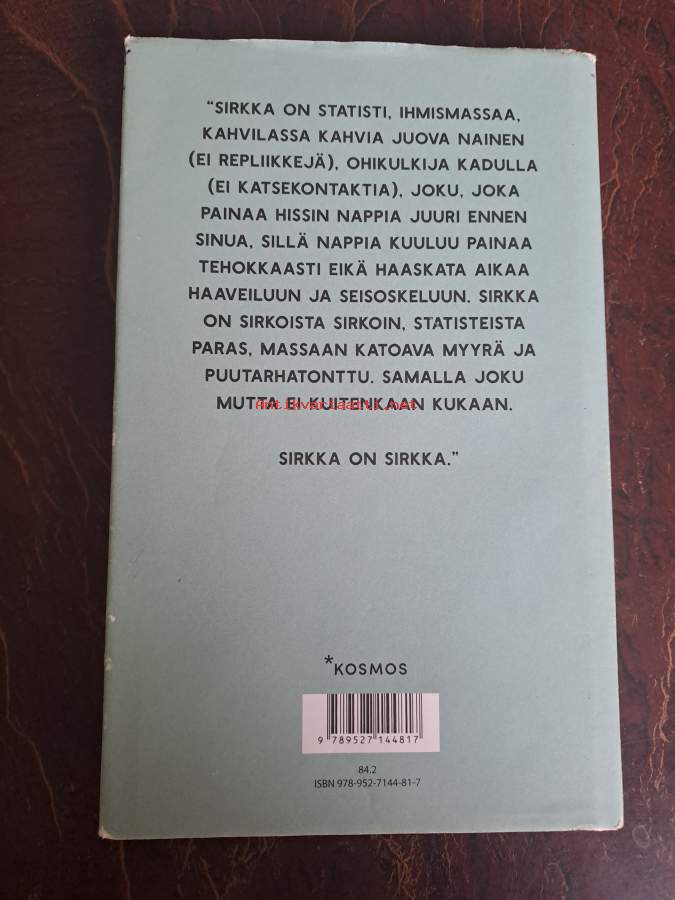 "SIRKKA ON STATISTI, IHMISMASSAA,
KAHVILASSA KAHVIA JUOVA NAINEN
(EI REPLIIKKEJÄ), OHIKULKIJA KADULLA
(EI KATSEKONTAKTIA), JOKU, JOKA
PAINAA HISSIN NAPPIA JUURI ENNEN
SINUA, SILLÄ NAPPIA KUULUU PAINAA
TEHOKKAASTI EIKÄ HAASKATA AIKAA
HAAVEILUUN JA SEISOSKELUUN. SIRKKA
ON SIRKOISTA SIRKOIN, STATISTEISTA
PARAS, MASSAAN KATOAVA MYYRÄ JA
PUUTARHATONTTU. SAMALLA JOKU
MUTTA EI KUITENKAAN KUKAAN.
antikvariaatti.net
SIRKKA ON SIRKKA."
*KOSMOS
9 789527 144817
84.2
ISBN 978-952-7144-81-7